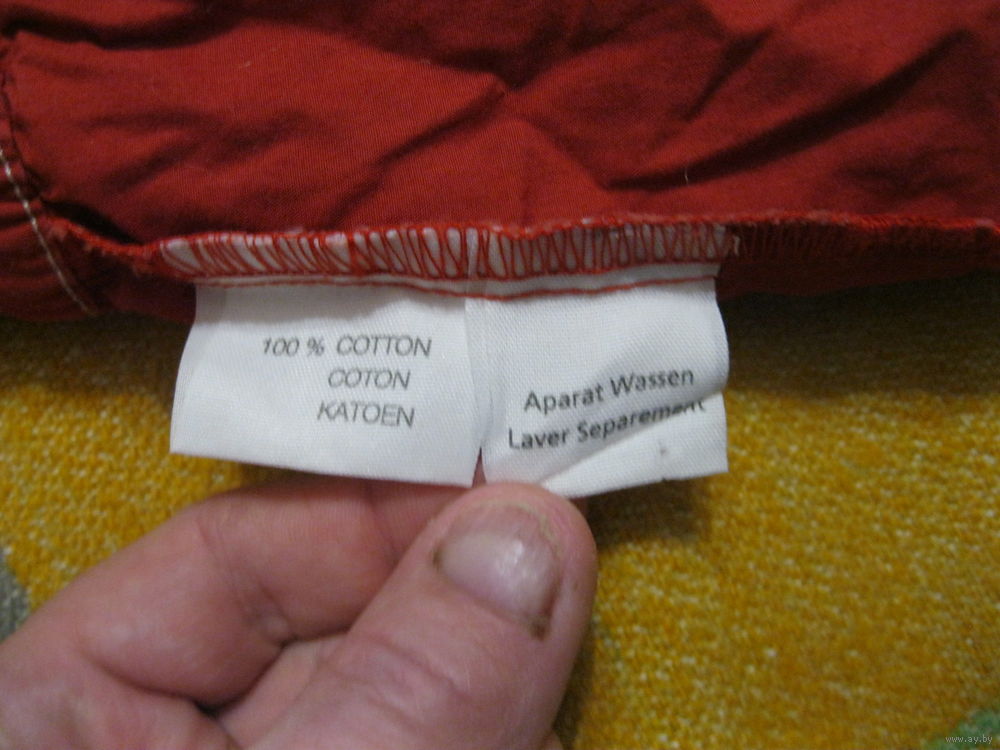 100 % COTTON
COTON
KATOEN
Aparat Wassen
Laver Separement
www.ay.by